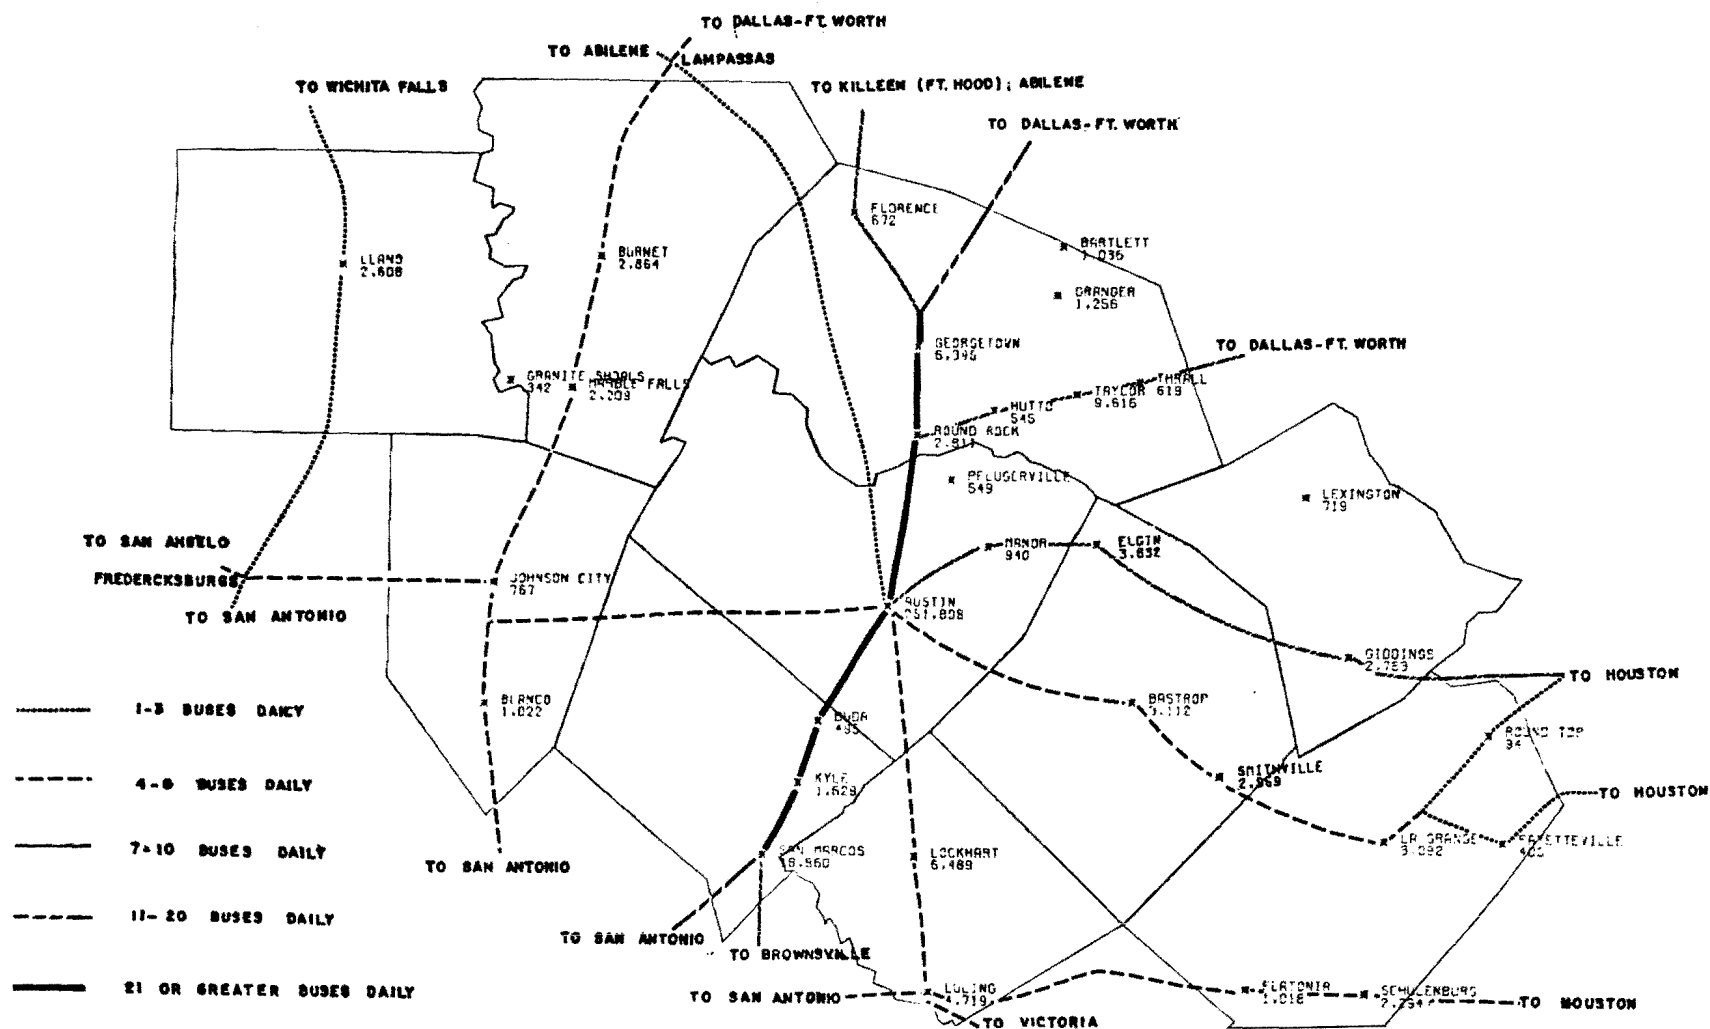 TO DALLAS-FT. WORTH
TO ABILENE
LAMPASSAS
TO WICHITA FALLS
TO KILLEEN (FT. HOOD); ABILENE
TO DALLAS-FT. WORTH
FLORENCE
672
BARTLETT
LLANO
2,608
BURNET
2,864
GRANGER
1,256
GEORGETOWN
TO DALLAS-FT. WORTH
GRANITE SHOALS
342
MARBLE FALLS
2,209
THRALL
619
TAYLOR
9,616
HUTTO
545
ROUND ROCK
PFLUGERVILLE
549
LEXINGTON
719
TO SAN ANGELO
MANOR
940
ELGIN
3,832
FREDERCKSBURG
JOHNSON CITY
767
AUSTIN
TO SAN ANTONIO
GIDDINGS
2,783
TO HOUSTON
BLANCO
1,022
BASTROP
1-3 BUSES DAILY
BUDA
ROUND TOP
4-6 BUSES DAILY
KYLE
1,629
SMITHVILLE
2,969
TO HOUSTON
7-10 BUSES DAILY
SAN MARCOS
LOCKHART
6,489
LA GRANGE
3,092
FAYETTEVILLE
TO SAN ANTONIO
11-20 BUSES DAILY
TO SAN ANTONIO
TO BROWNSVILLE
21 OR GREATER BUSES DAILY
TO SAN ANTONIO
LULING
4,719
FLATONIA
SCHULENBURG
TO HOUSTON
TO VICTORIA